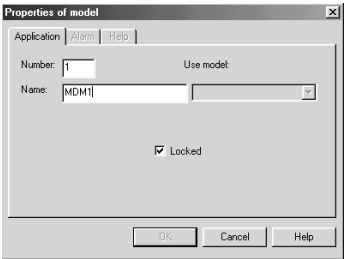 Properties of model
Application Alarm Help
Number: 1 Use model:
Name: MDM1
Locked
OK Cancel Help